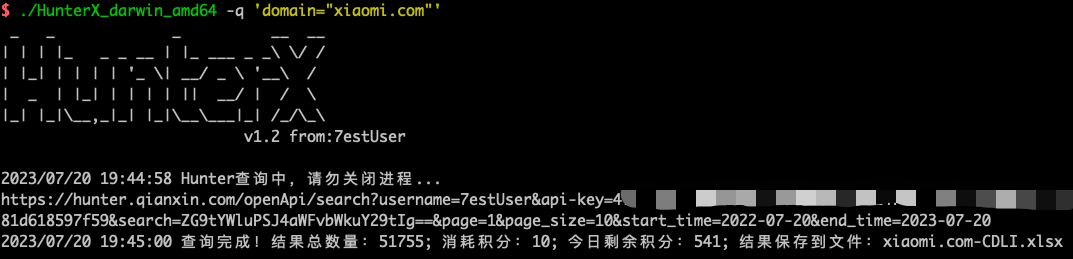 $ ./HunterX_darwin_amd64 -q 'domain="xiaomi.com"'
HunterX
v1.2 from:7estUser
2023/07/20 19:44:58 Hunter查询中，请勿关闭进程...
https://hunter.qianxin.com/openApi/search?username=7estUser&api-key=4
81d618597f59&search=ZG9tYWluPSJ4aWFvbWkuY29tIg==&page=1&page_size=10&start_time=2022-07-20&end_time=2023-07-20
2023/07/20 19:45:00 查询完成！结果总数量：51755；消耗积分：10；今日剩余积分：541；结果保存到文件：xiaomi.com-CDLI.xlsx